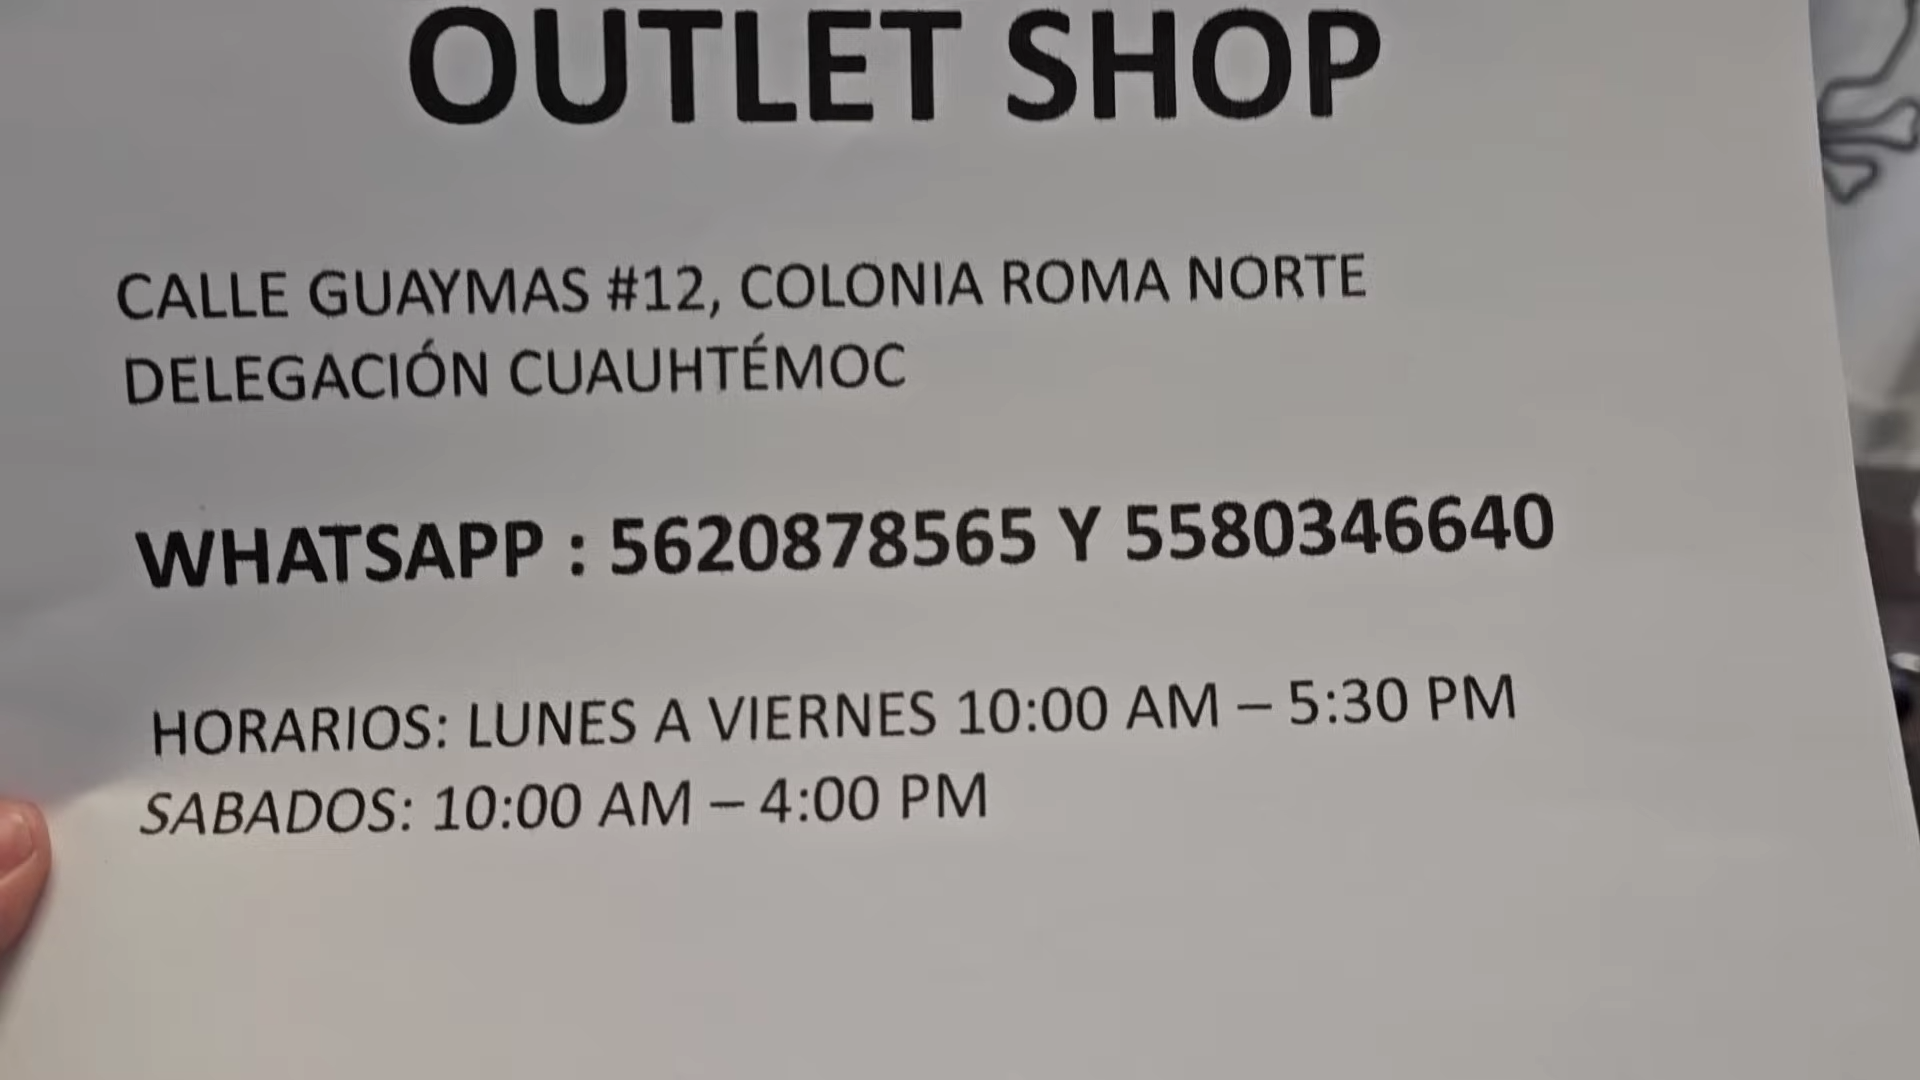 OUTLET SHOP
CALLE GUAYMAS #12, COLONIA ROMA NORTE
DELEGACIÓN CUAUHTÉMOC
WHATSAPP : 5620878565 Y 5580346640
HORARIOS: LUNES A VIERNES 10:00 AM – 5:30 PM
SABADOS: 10:00 AM – 4:00 PM